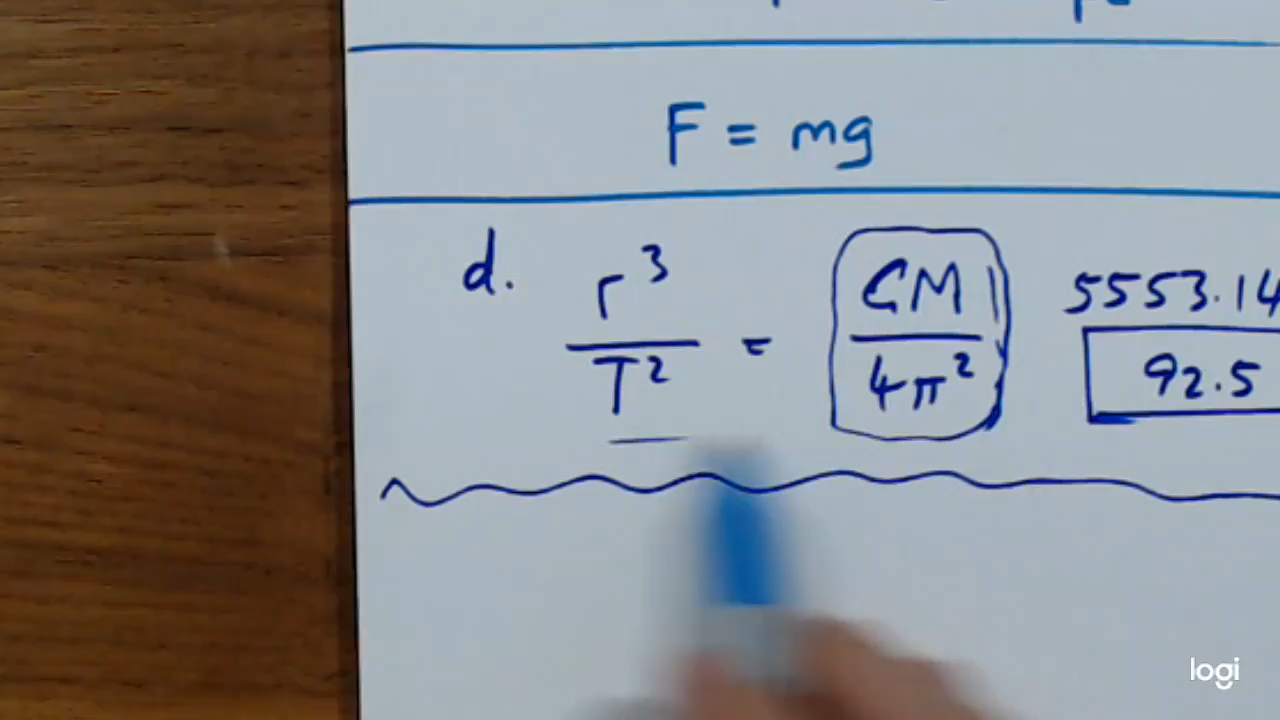 F = mg
d. r³/T² = GM/4π² 5553.14
92.5
logi